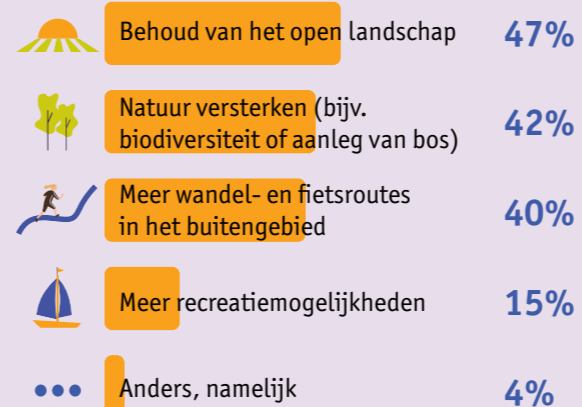 Behoud van het open landschap 47%
Natuur versterken (bijv.
biodiversiteit of aanleg van bos) 42%
Meer wandel- en fietsroutes
in het buitengebied 40%
Meer recreatiemogelijkheden 15%
Anders, namelijk 4%